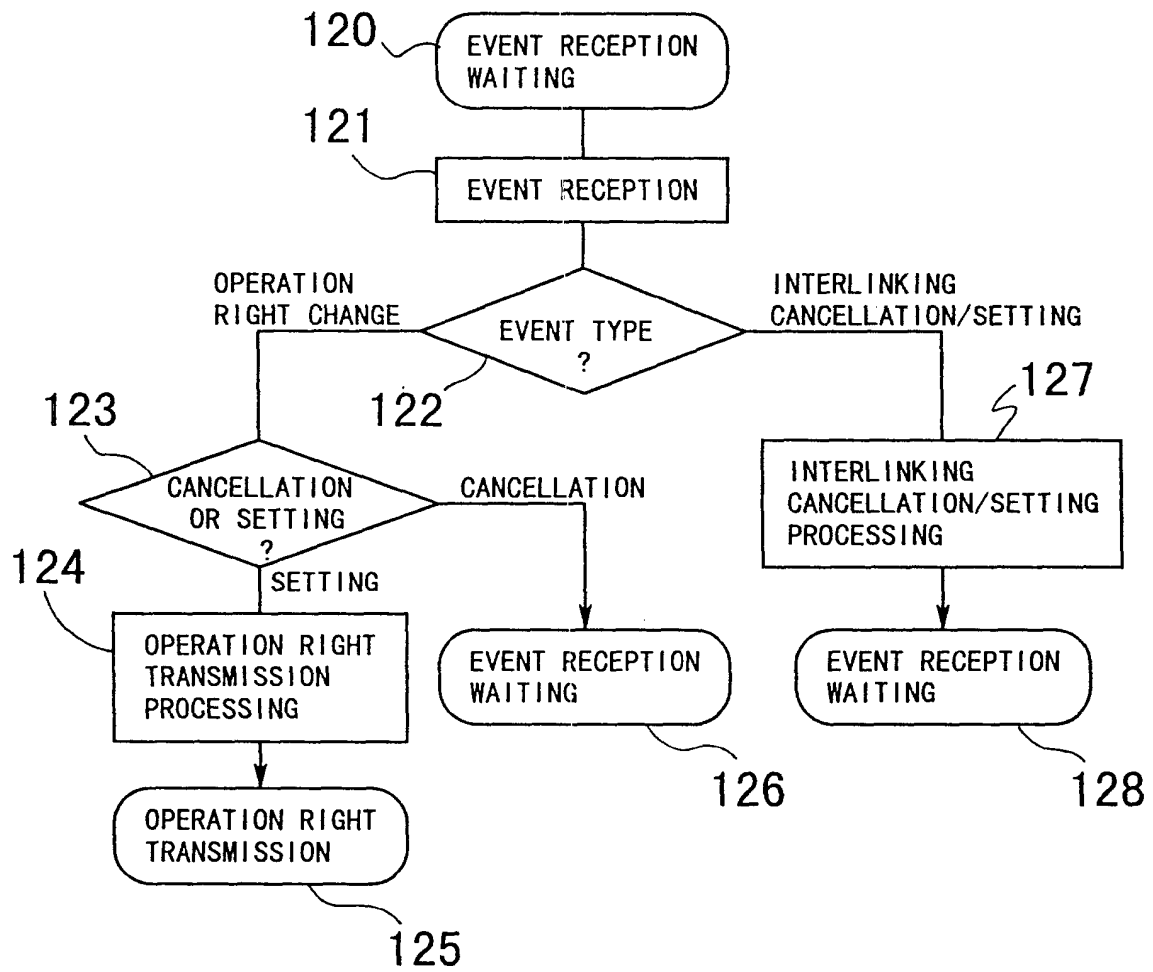 120
EVENT RECEPTION
WAITING
121
EVENT RECEPTION
OPERATION
RIGHT CHANGE
EVENT TYPE
?
INTERLINKING
CANCELLATION/SETTING
122
123
CANCELLATION
OR SETTING
?
CANCELLATION
127
INTERLINKING
CANCELLATION/SETTING
PROCESSING
124
SETTING
OPERATION RIGHT
TRANSMISSION
PROCESSING
EVENT RECEPTION
WAITING
126
EVENT RECEPTION
WAITING
128
OPERATION RIGHT
TRANSMISSION
125